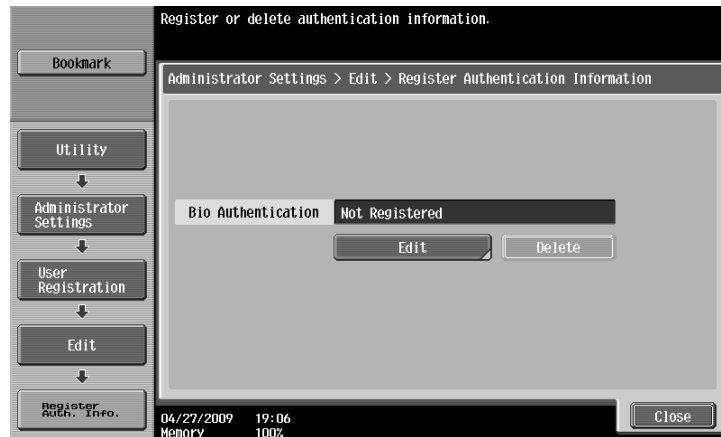 Register or delete authentication information.
Bookmark
Administrator Settings > Edit > Register Authentication Information
Utility
Administrator
Settings
Bio Authentication Not Registered
Edit Delete
User
Registration
Edit
Register
Auth. Info.
04/27/2009 19:06
Memory 100%
Close